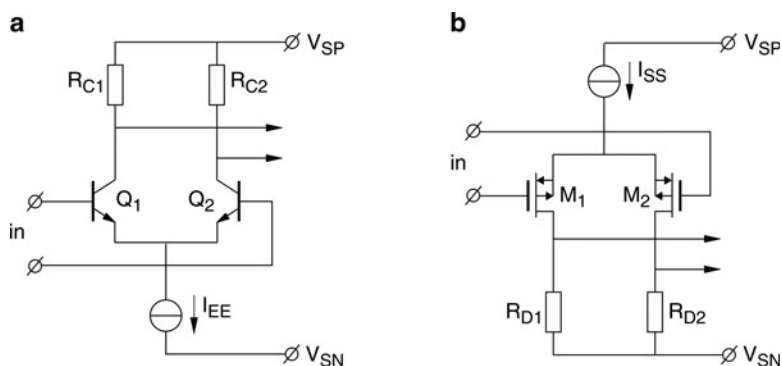 a
V_SP
R_C1
R_C2
Q_1
Q_2
in
I_EE
V_SN
b
V_SP
I_SS
in
M_1
M_2
R_D1
R_D2
V_SN